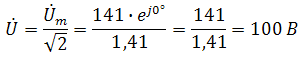 U̇ = U̇ₘ/√2 = 141 · e^{j0°}/1,41 = 141/1,41 = 100 В